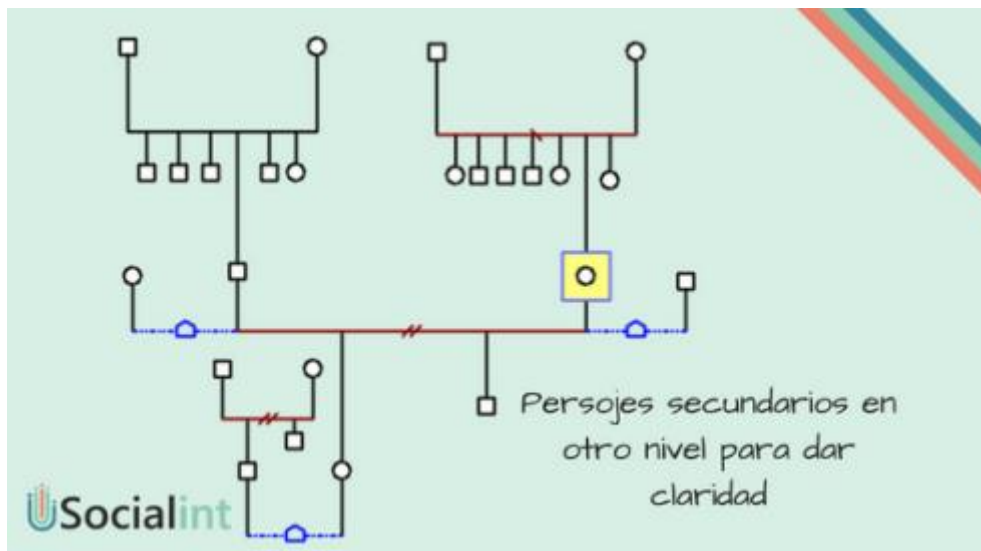 Persojes secundarios en
otro nivel para dar
claridad
Socialint